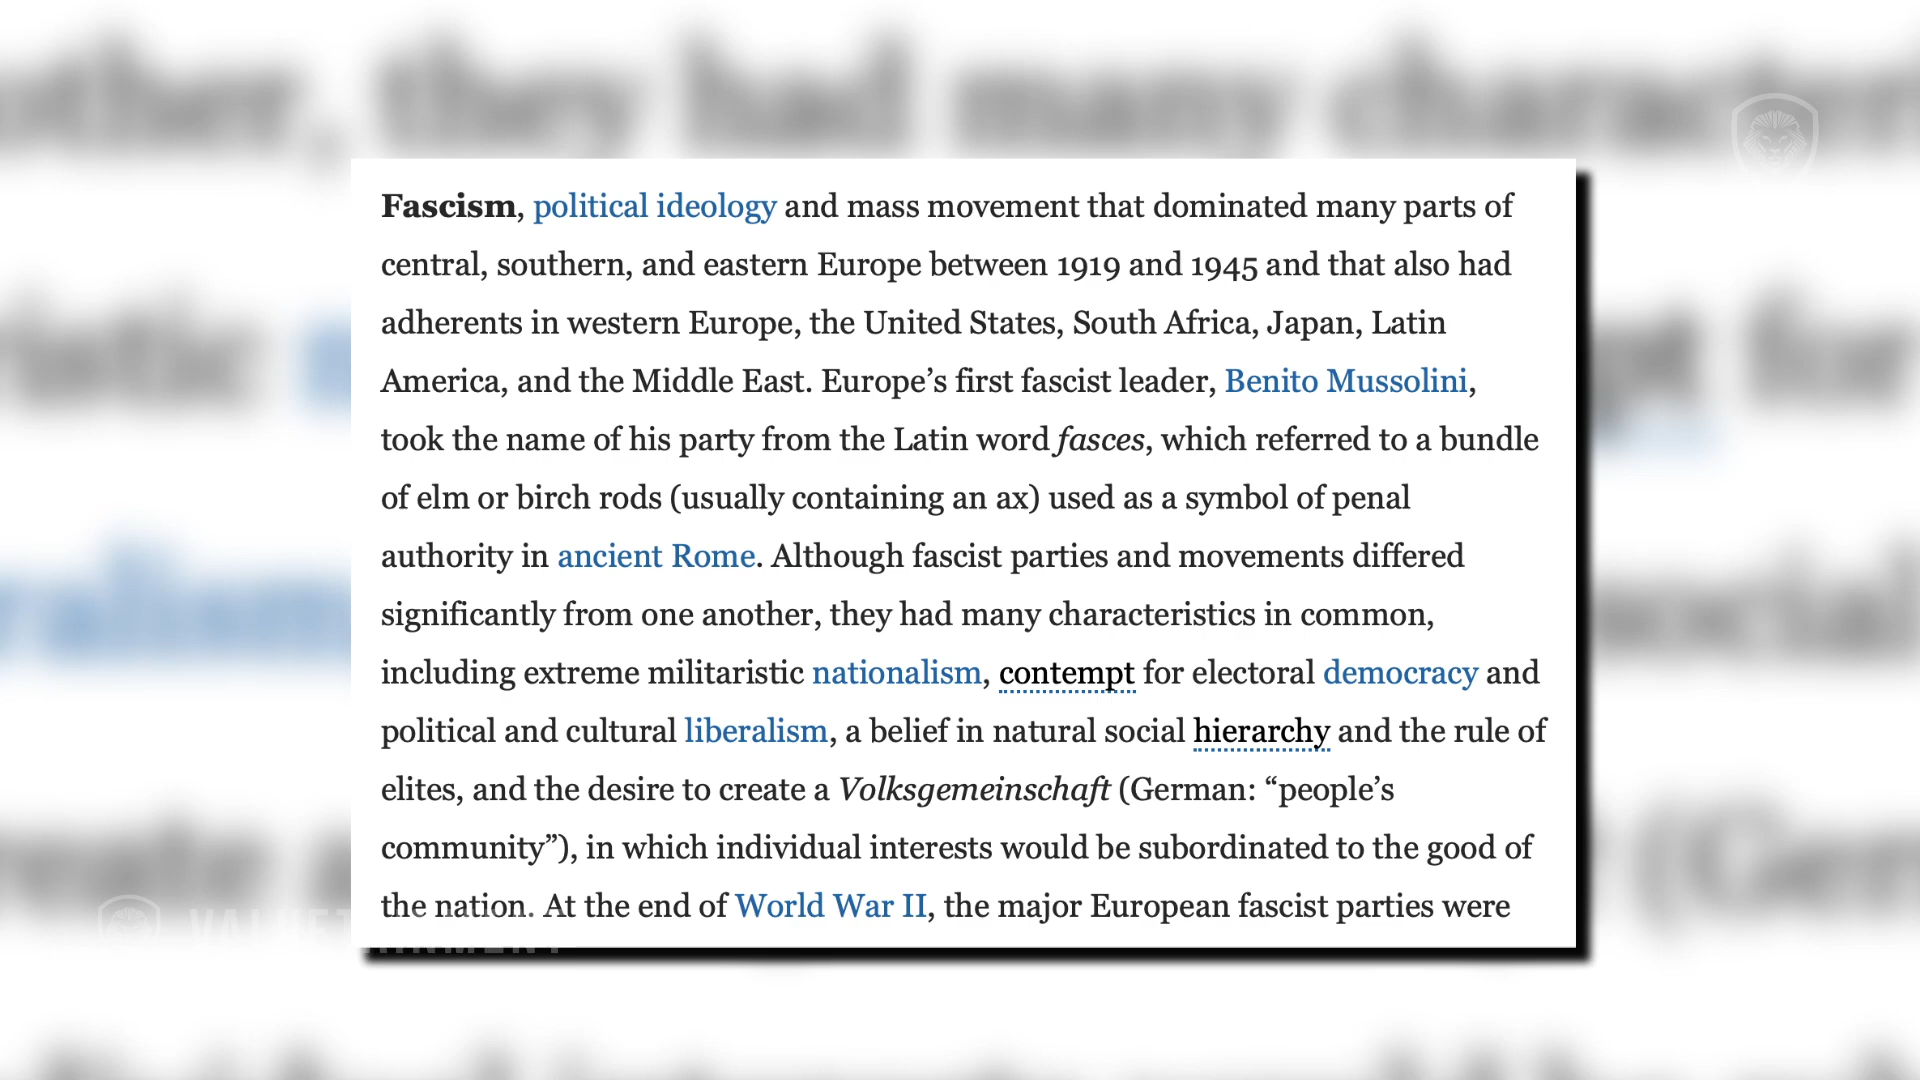 Fascism, political ideology and mass movement that dominated many parts of
central, southern, and eastern Europe between 1919 and 1945 and that also had
adherents in western Europe, the United States, South Africa, Japan, Latin
America, and the Middle East. Europe’s first fascist leader, Benito Mussolini,
took the name of his party from the Latin word fasces, which referred to a bundle
of elm or birch rods (usually containing an ax) used as a symbol of penal
authority in ancient Rome. Although fascist parties and movements differed
significantly from one another, they had many characteristics in common,
including extreme militaristic nationalism, contempt for electoral democracy and
political and cultural liberalism, a belief in natural social hierarchy and the rule of
elites, and the desire to create a Volksgemeinschaft (German: “people’s
community”), in which individual interests would be subordinated to the good of
the nation. At the end of World War II, the major European fascist parties were